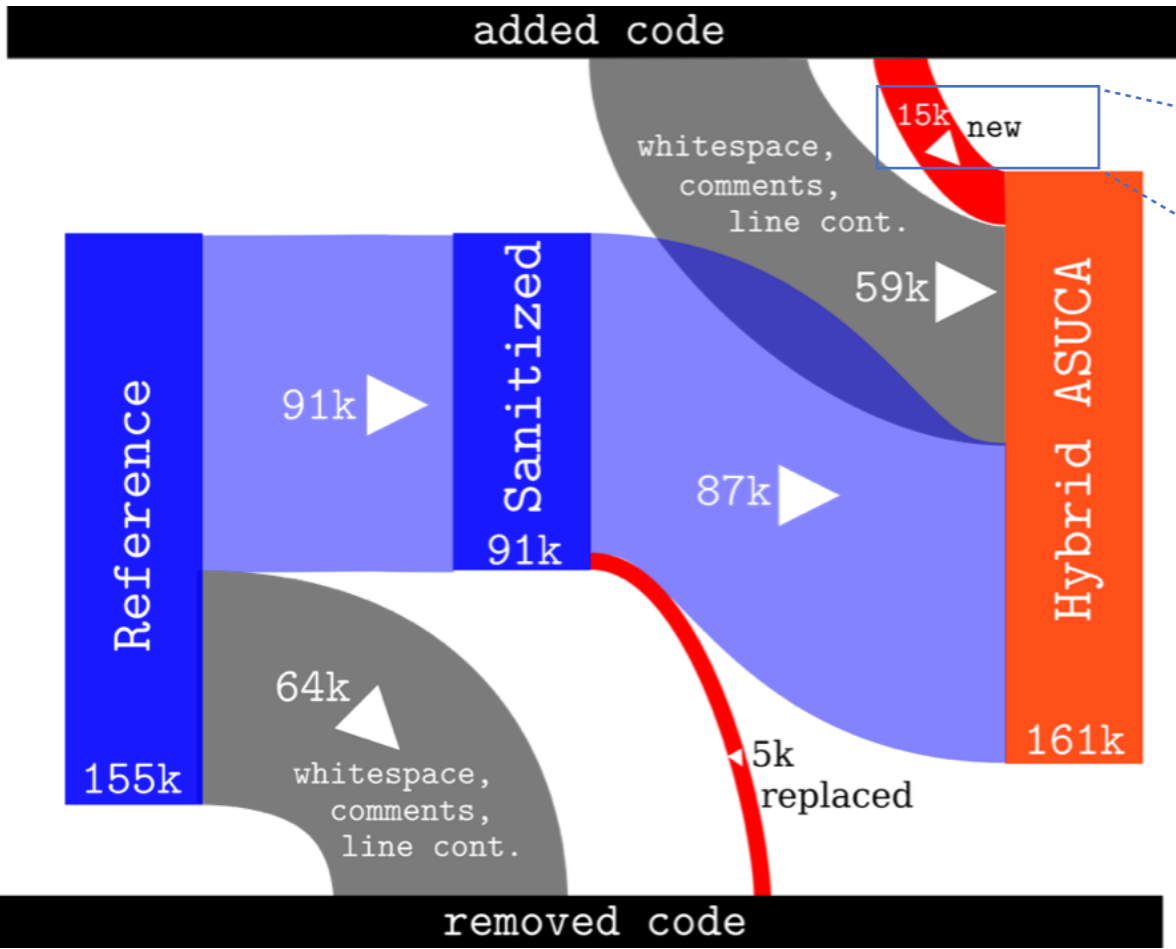 added code
15k
new
whitespace,
comments,
line cont.
59k
Reference
155k
91k
Sanitized
91k
87k
Hybrid ASUCA
161k
64k
whitespace,
comments,
line cont.
5k
replaced
removed code